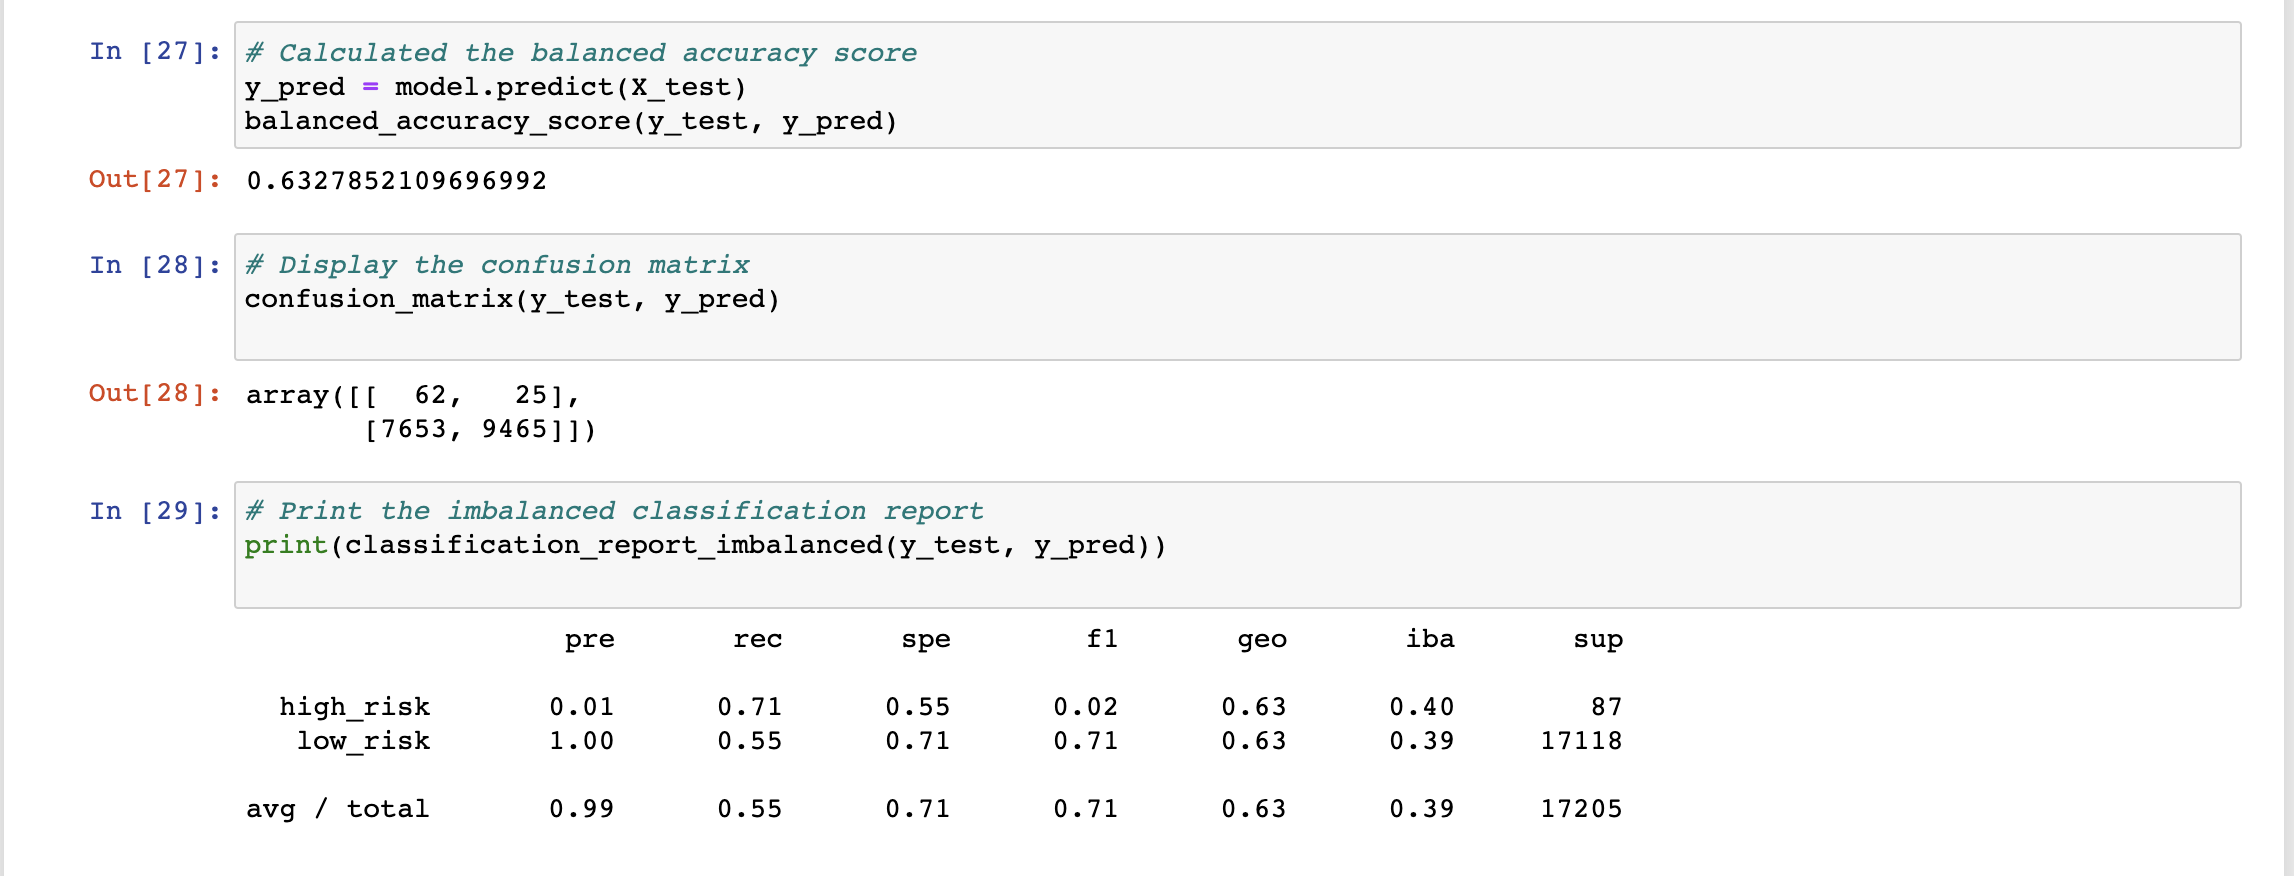 In [27]: # Calculated the balanced accuracy score
y_pred = model.predict(X_test)
balanced_accuracy_score(y_test, y_pred)
Out[27]: 0.6327852109696992
In [28]: # Display the confusion matrix
confusion_matrix(y_test, y_pred)
Out[28]: array([[  62,   25],
       [7653, 9465]])
In [29]: # Print the imbalanced classification report
print(classification_report_imbalanced(y_test, y_pred))
pre rec spe f1 geo iba sup
high_risk 0.01 0.71 0.55 0.02 0.63 0.40 87
low_risk 1.00 0.55 0.71 0.71 0.63 0.39 17118
avg / total 0.99 0.55 0.71 0.71 0.63 0.39 17205